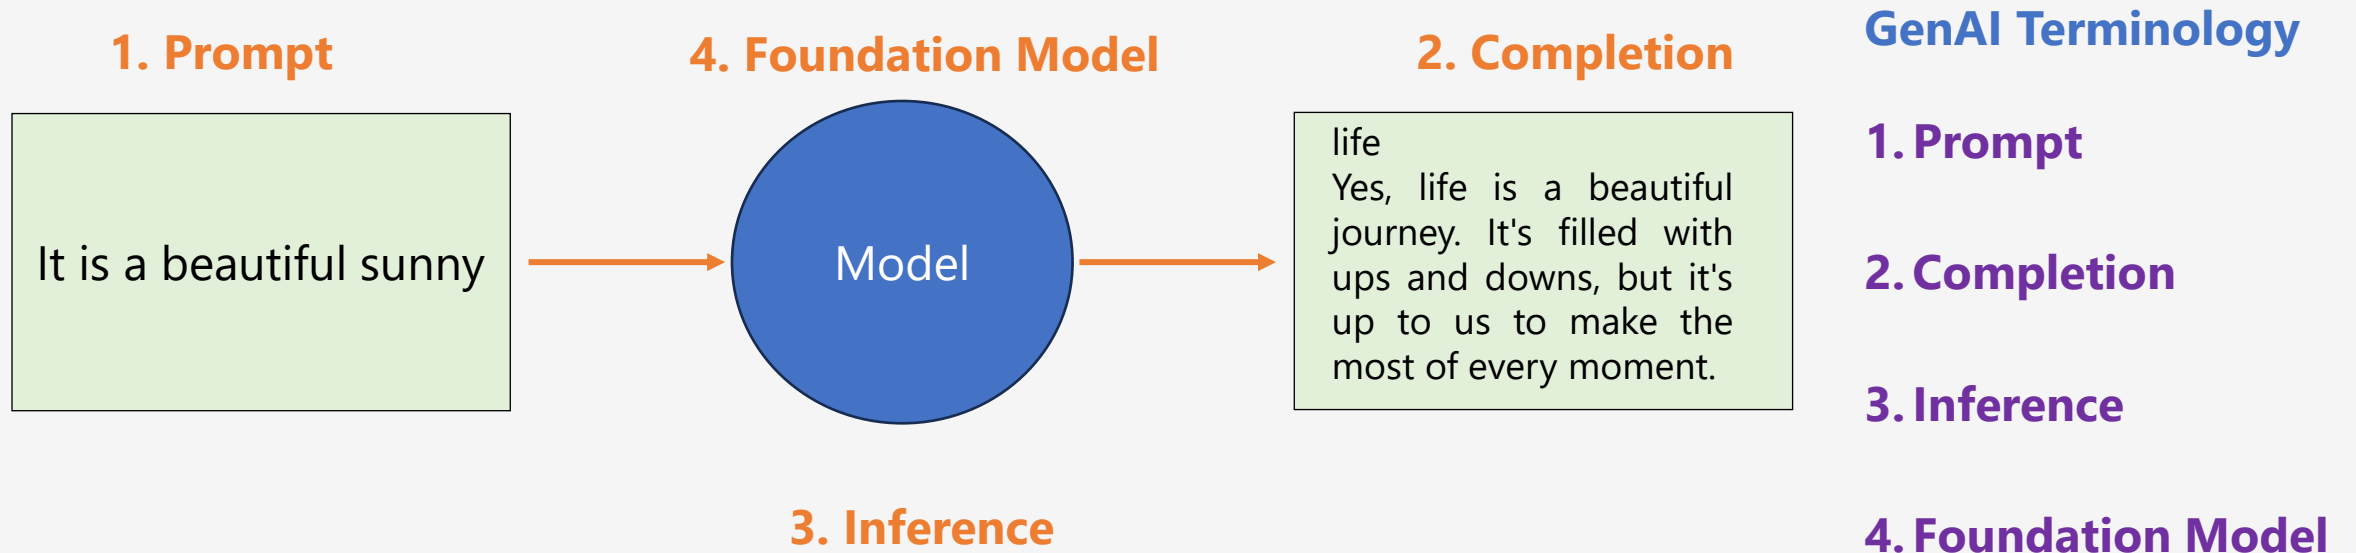 1. Prompt
4. Foundation Model
2. Completion
GenAI Terminology
It is a beautiful sunny
Model
life
Yes, life is a beautiful
journey. It's filled with
ups and downs, but it's
up to us to make the
most of every moment.
3. Inference
1. Prompt
2. Completion
3. Inference
4. Foundation Model